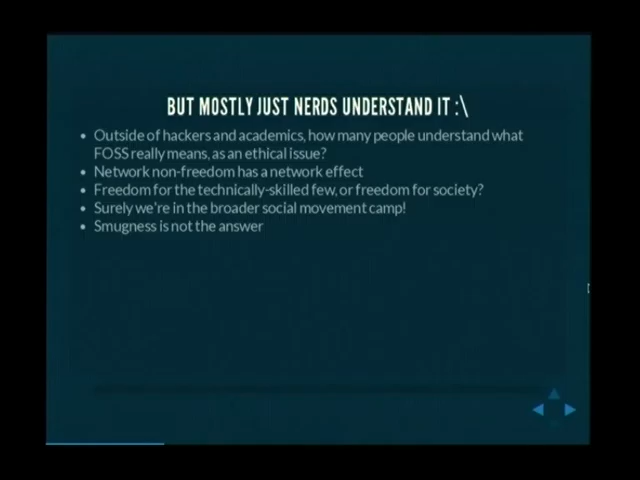 BUT MOSTLY JUST NERDS UNDERSTAND IT :\
• Outside of hackers and academics, how many people understand what
FOSS really means, as an ethical issue?
• Network non-freedom has a network effect
• Freedom for the technically-skilled few, or freedom for society?
• Surely we're in the broader social movement camp!
• Smugness is not the answer